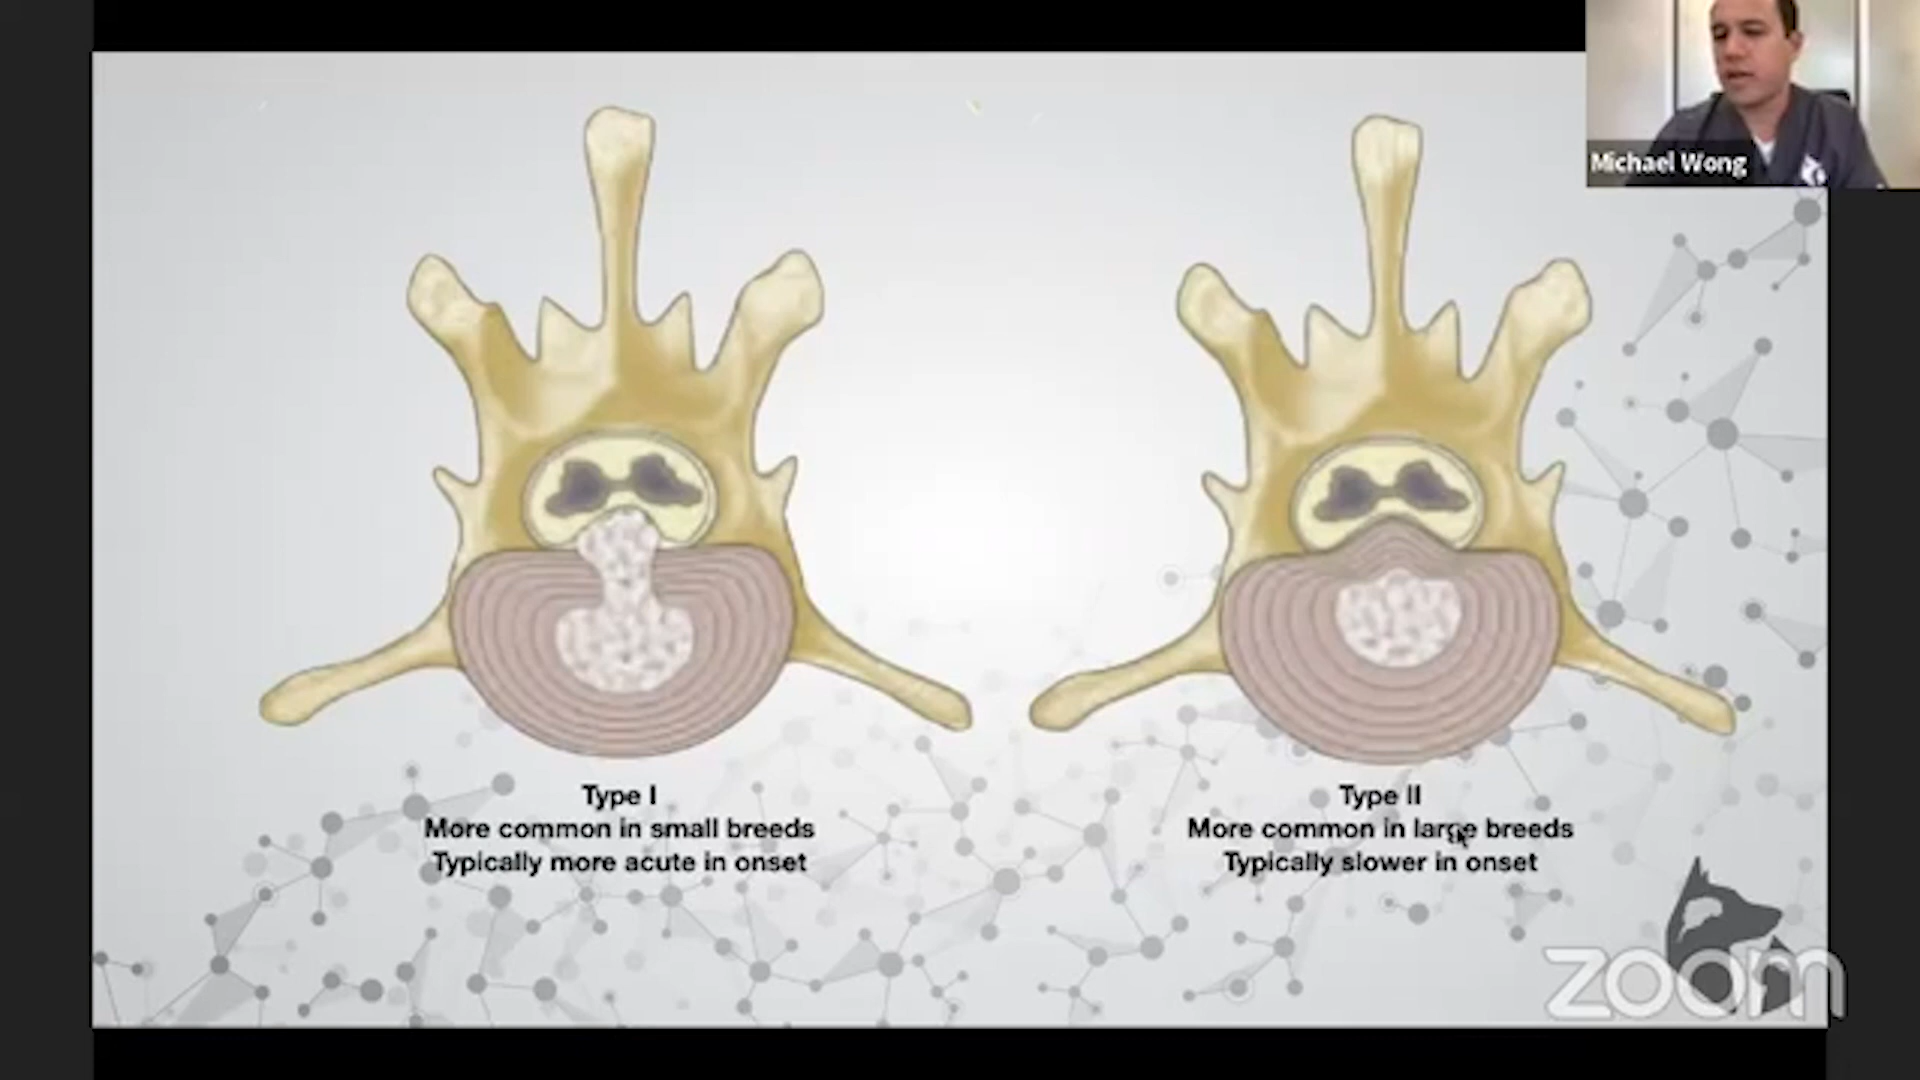 Michael Wong
Type I
More common in small breeds
Typically more acute in onset
Type II
More common in large breeds
Typically slower in onset
zoom